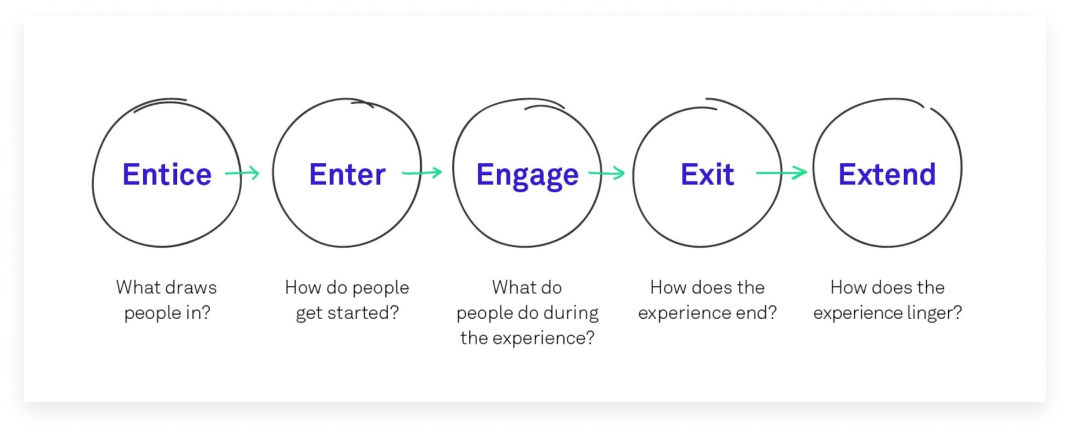 Entice
Enter
Engage
Exit
Extend
What draws
people in?
How do people
get started?
What do
people do during
the experience?
How does the
experience end?
How does the
experience linger?